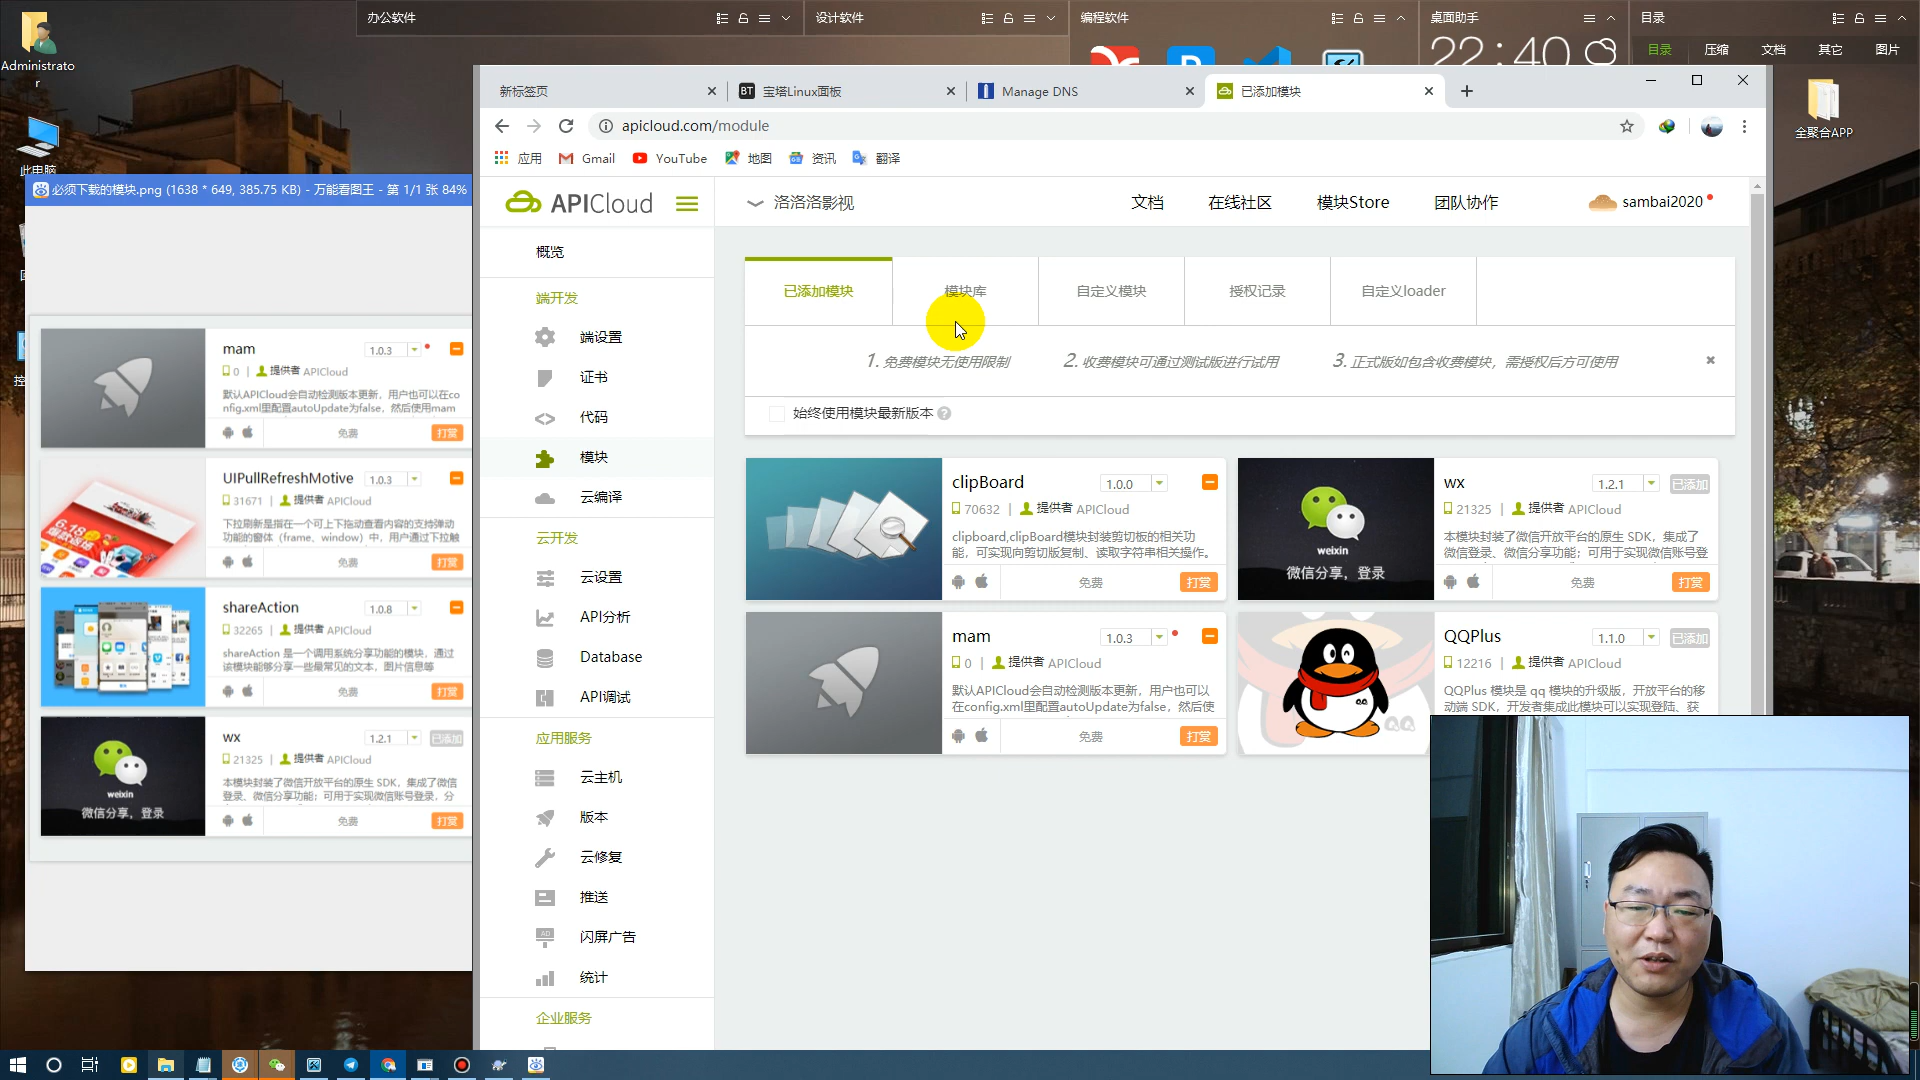 办公软件
设计软件
编程软件
桌面助手
目录
22:40
目录
压缩
文档
其它
图片
Administrato
r
此电脑
全聚合APP
新标签页
BT
宝塔Linux面板
Manage DNS
已添加模块
apicloud.com/module
应用
Gmail
YouTube
地图
资讯
翻译
必须下载的模块.png (1638 * 649, 385.75 KB) - 万能看图王 - 第 1/1 张 84%
mam
1.0.3
0 | 提供者 APICloud
默认APICloud会自动检测版本更新，用户也可以在co
nfig.xml里配置autoUpdate为false，然后使用mam
免费
打赏
UIPullRefreshMotive
1.0.3
31671 | 提供者 APICloud
下拉刷新是指在一个可上下拖动查看内容的支持弹动
功能的窗体（frame、window）中，用户通过下拉触
免费
打赏
shareAction
1.0.8
32265 | 提供者 APICloud
shareAction 是一个调用系统分享功能的模块，通过
该模块能够分享一些最常见的文本，图片信息等
免费
打赏
wx
1.2.1
已添加
21325 | 提供者 APICloud
本模块封装了微信开放平台的原生 SDK，集成了微信
登录、微信分享功能；可用于实现微信账号登录，分
weixin
微信分享，登录
免费
打赏
APICloud
洛洛洛影视
文档
在线社区
模块Store
团队协作
sambai2020
概览
端开发
端设置
证书
代码
模块
云编译
云开发
云设置
API分析
Database
API调试
应用服务
云主机
版本
云修复
推送
闪屏广告
统计
企业服务
已添加模块
模块库
自定义模块
授权记录
自定义loader
1. 免费模块无使用限制
2. 收费模块可通过测试版进行试用
3. 正式版如包含收费模块，需授权后方可使用
始终使用模块最新版本
clipBoard
1.0.0
70632 | 提供者 APICloud
clipboard,clipBoard模块封装剪切板的相关功
能，可实现向剪切版复制、读取字符串相关操作。
免费
打赏
wx
1.2.1
已添加
21325 | 提供者 APICloud
本模块封装了微信开放平台的原生 SDK，集成了
微信登录、微信分享功能；可用于实现微信账号登
weixin
微信分享，登录
免费
打赏
mam
1.0.3
0 | 提供者 APICloud
默认APICloud会自动检测版本更新，用户也可以
在config.xml里配置autoUpdate为false，然后使
免费
打赏
QQPlus
1.1.0
已添加
12216 | 提供者 APICloud
QQPlus 模块是 qq 模块的升级版，开放平台的移
动端 SDK，开发者集成此模块可以实现登陆、获